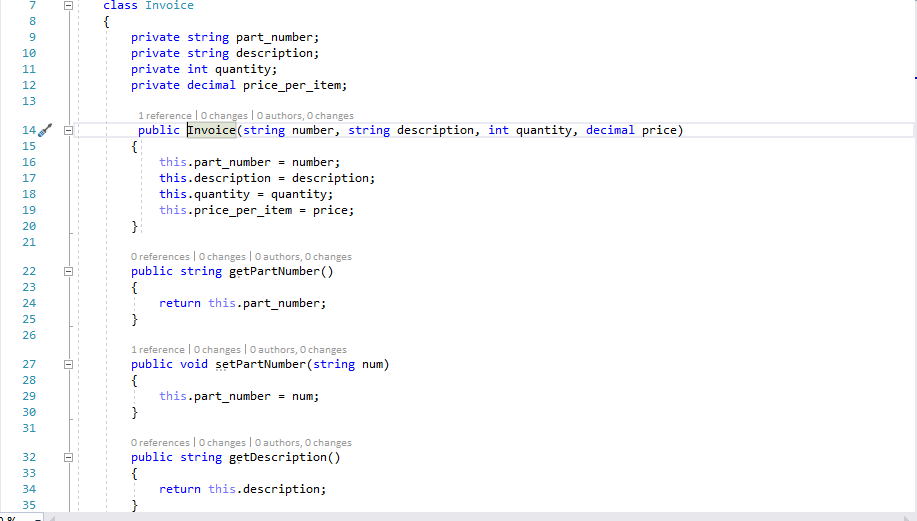 7 class Invoice
8 {
9 private string part_number;
10 private string description;
11 private int quantity;
12 private decimal price_per_item;
13
1 reference | 0 changes | 0 authors, 0 changes
14 public Invoice(string number, string description, int quantity, decimal price)
15 {
16 this.part_number = number;
17 this.description = description;
18 this.quantity = quantity;
19 this.price_per_item = price;
20 }
21
0 references | 0 changes | 0 authors, 0 changes
22 public string getPartNumber()
23 {
24 return this.part_number;
25 }
26
1 reference | 0 changes | 0 authors, 0 changes
27 public void setPartNumber(string num)
28 {
29 this.part_number = num;
30 }
31
0 references | 0 changes | 0 authors, 0 changes
32 public string getDescription()
33 {
34 return this.description;
35 }